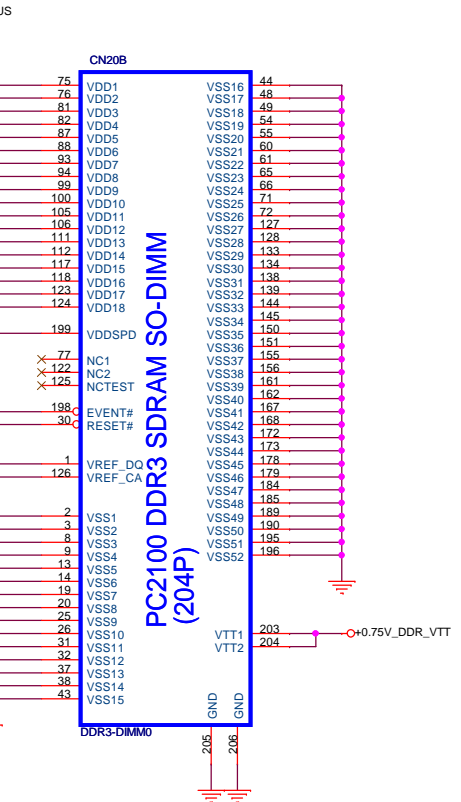 US
CN20B
75 VDD1 VSS16 44
76 VDD2 VSS17 48
81 VDD3 VSS18 49
82 VDD4 VSS19 54
87 VDD5 VSS20 55
88 VDD6 VSS21 60
93 VDD7 VSS22 61
94 VDD8 VSS23 65
99 VDD9 VSS24 66
100 VDD10 VSS25 71
105 VDD11 VSS26 72
106 VDD12 VSS27 127
111 VDD13 VSS28 128
112 VDD14 VSS29 133
117 VDD15 VSS30 134
118 VDD16 VSS31 138
123 VDD17 VSS32 139
124 VDD18 VSS33 144
VSS34 145
199 VDDSPD VSS35 150
VSS36 151
77 NC1 VSS37 155
122 NC2 VSS38 156
125 NCTEST VSS39 161
VSS40 162
198 EVENT# VSS41 167
30 RESET# VSS42 168
VSS43 172
VSS44 173
1 VREF_DQ VSS45 178
126 VREF_CA VSS46 179
VSS47 184
VSS48 185
2 VSS1 VSS49 189
3 VSS2 VSS50 190
8 VSS3 VSS51 195
9 VSS4 VSS52 196
13 VSS5
14 VSS6
19 VSS7
20 VSS8
25 VSS9
26 VSS10 VTT1 203 +0.75V_DDR_VTT
31 VSS11 VTT2 204
32 VSS12
37 VSS13
38 VSS14
43 VSS15
PC2100 DDR3 SDRAM SO-DIMM
(204P)
GND GND
DDR3-DIMM0
205 206